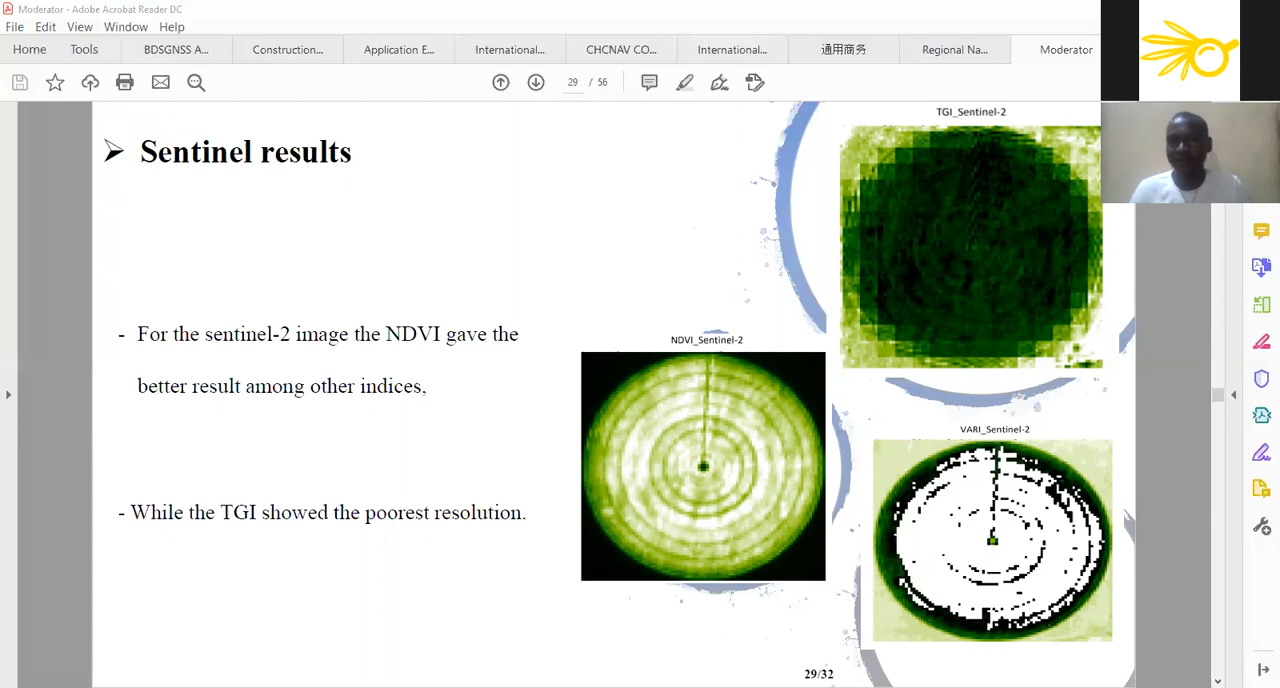 Moderator - Adobe Acrobat Reader DC
File Edit View Window Help
Home Tools BDSGNSS A... Construction... Application E... International... CHCNAV CO... International... 通用商务 Regional Na... Moderator
29 / 56
➢ Sentinel results
TGI_Sentinel-2
- For the sentinel-2 image the NDVI gave the
better result among other indices,
NDVI_Sentinel-2
VARI_Sentinel-2
- While the TGI showed the poorest resolution.
29/32